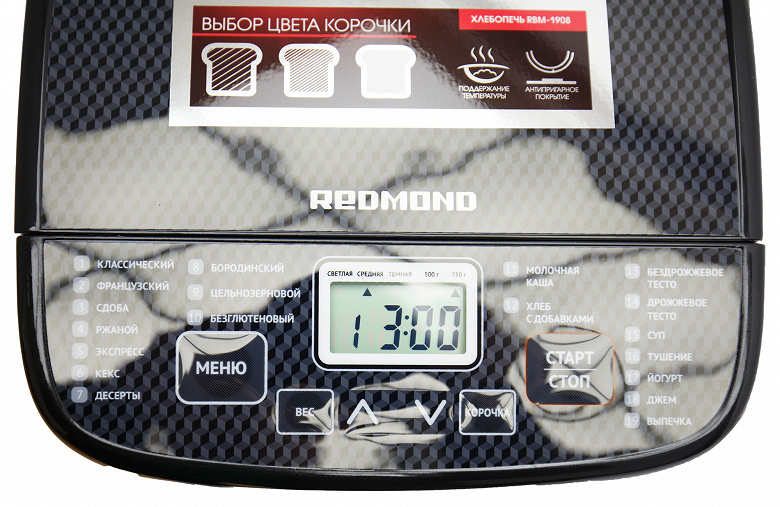 ВЫБОР ЦВЕТА КОРОЧКИ
ХЛЕБОПЕЧЬ RBM-1908
ПОДДЕРЖАНИЕ
ТЕМПЕРАТУРЫ
АНТИПРИГАРНОЕ
ПОКРЫТИЕ
REDMOND
1 КЛАССИЧЕСКИЙ
2 ФРАНЦУЗСКИЙ
3 СДОБА
4 РЖАНОЙ
5 ЭКСПРЕСС
6 КЕКС
7 ДЕСЕРТЫ
8 БОРОДИНСКИЙ
9 ЦЕЛЬНОЗЕРНОВОЙ
10 БЕЗГЛЮТЕНОВЫЙ
МЕНЮ
СВЕТЛАЯ СРЕДНЯЯ ТЕМНАЯ 500 г 750 г
1 3:00
ВЕС
КОРОЧКА
11 МОЛОЧНАЯ
КАША
12 ХЛЕБ
С ДОБАВКАМИ
СТАРТ
СТОП
13 БЕЗДРОЖЖЕВОЕ
ТЕСТО
14 ДРОЖЖЕВОЕ
ТЕСТО
15 СУП
16 ТУШЕНИЕ
17 ЙОГУРТ
18 ДЖЕМ
19 ВЫПЕЧКА